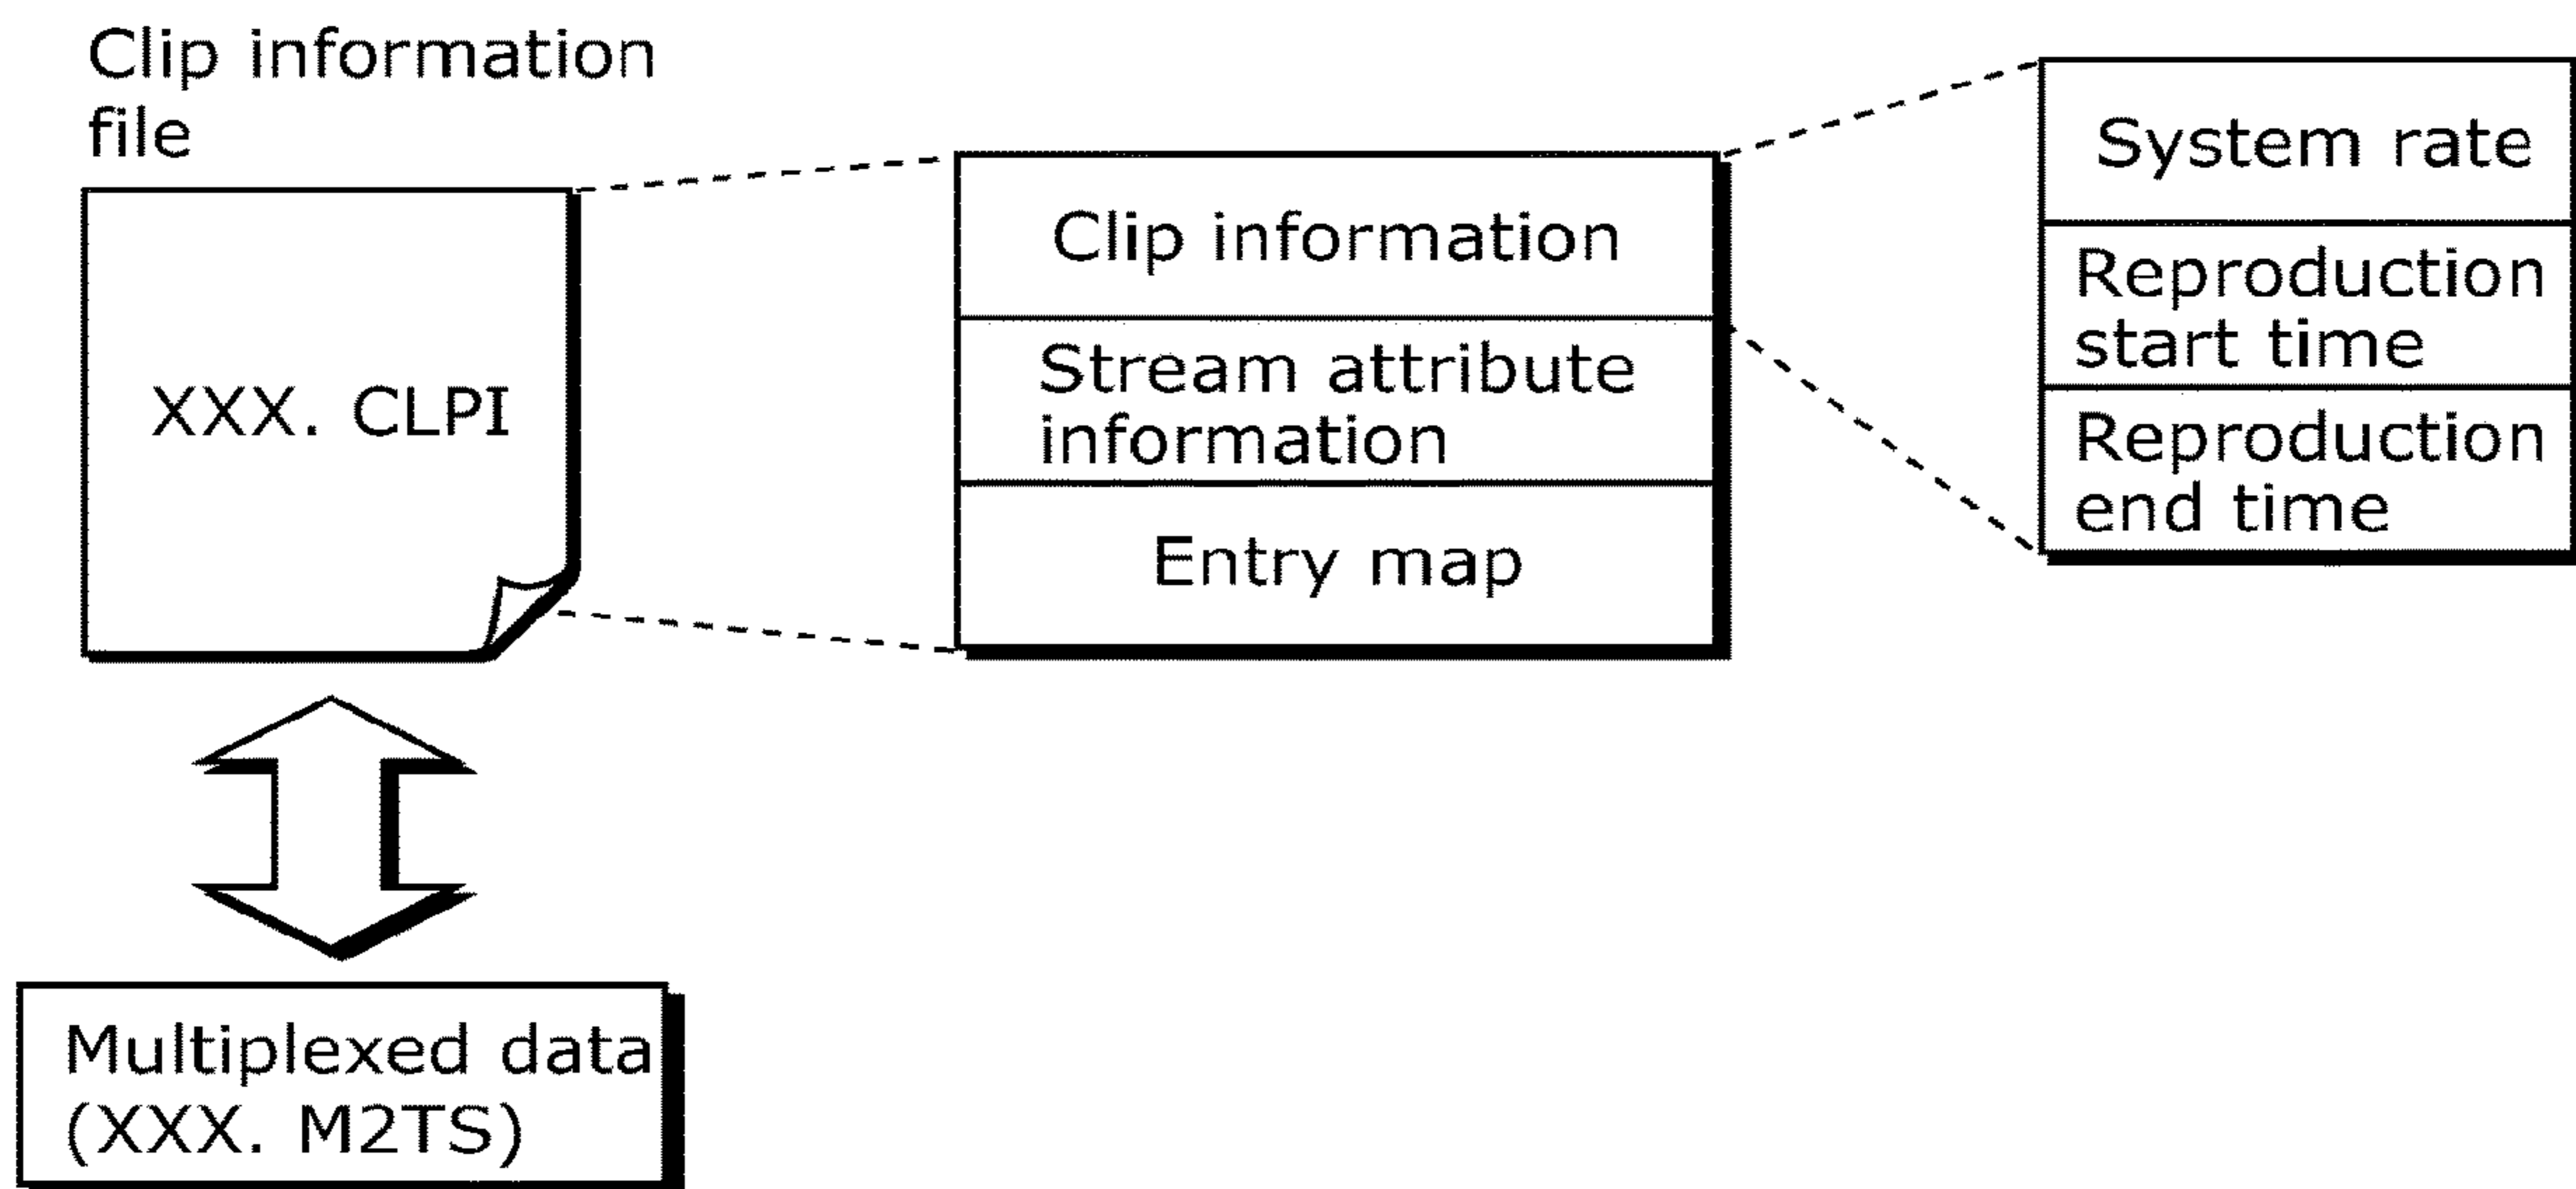 Clip information
file
XXX. CLPI
Clip information
Stream attribute
information
Entry map
System rate
Reproduction
start time
Reproduction
end time
Multiplexed data
(XXX. M2TS)